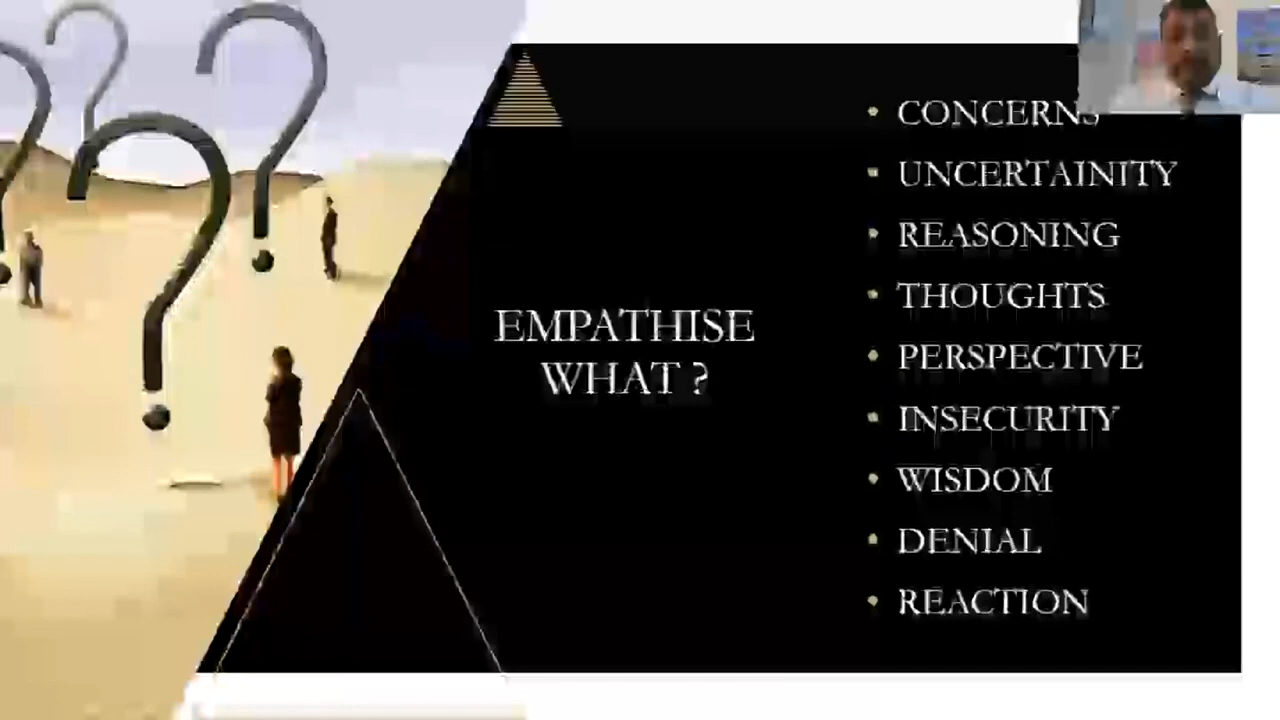 EMPATHISE
WHAT ?
• CONCERNS
• UNCERTAINITY
• REASONING
• THOUGHTS
• PERSPECTIVE
• INSECURITY
• WISDOM
• DENIAL
• REACTION